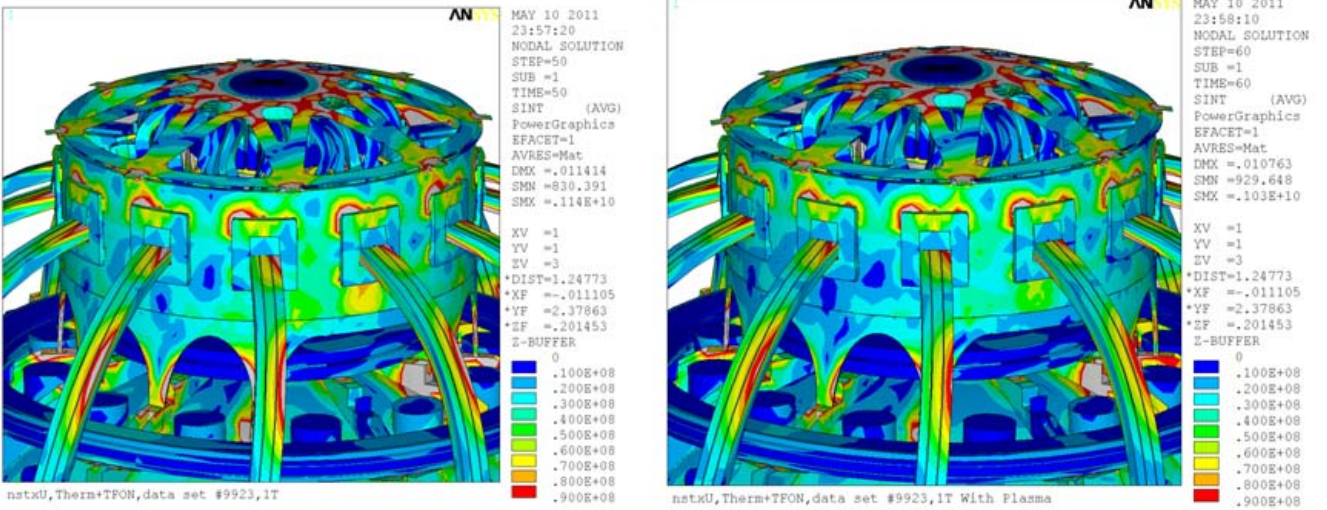 1
ANSYS
MAY 10 2011
23:57:20
NODAL SOLUTION
STEP=50
SUB =1
TIME=50
SINT (AVG)
PowerGraphics
EFACET=1
AVRES=Mat
DMX =.011414
SMN =830.391
SMX =.114E+10
XV =1
YV =1
ZV =3
*DIST=1.24773
*XF =-.011105
*YF =2.37863
*ZF =.201453
Z-BUFFER
0
.100E+08
.200E+08
.300E+08
.400E+08
.500E+08
.600E+08
.700E+08
.800E+08
.900E+08
nstxU,Therm+TFON,data set #9923,1T
1
ANSYS
MAY 10 2011
23:58:10
NODAL SOLUTION
STEP=60
SUB =1
TIME=60
SINT (AVG)
PowerGraphics
EFACET=1
AVRES=Mat
DMX =.010763
SMN =929.648
SMX =.103E+10
XV =1
YV =1
ZV =3
*DIST=1.24773
*XF =-.011105
*YF =2.37863
*ZF =.201453
Z-BUFFER
0
.100E+08
.200E+08
.300E+08
.400E+08
.500E+08
.600E+08
.700E+08
.800E+08
.900E+08
nstxU,Therm+TFON,data set #9923,1T With Plasma